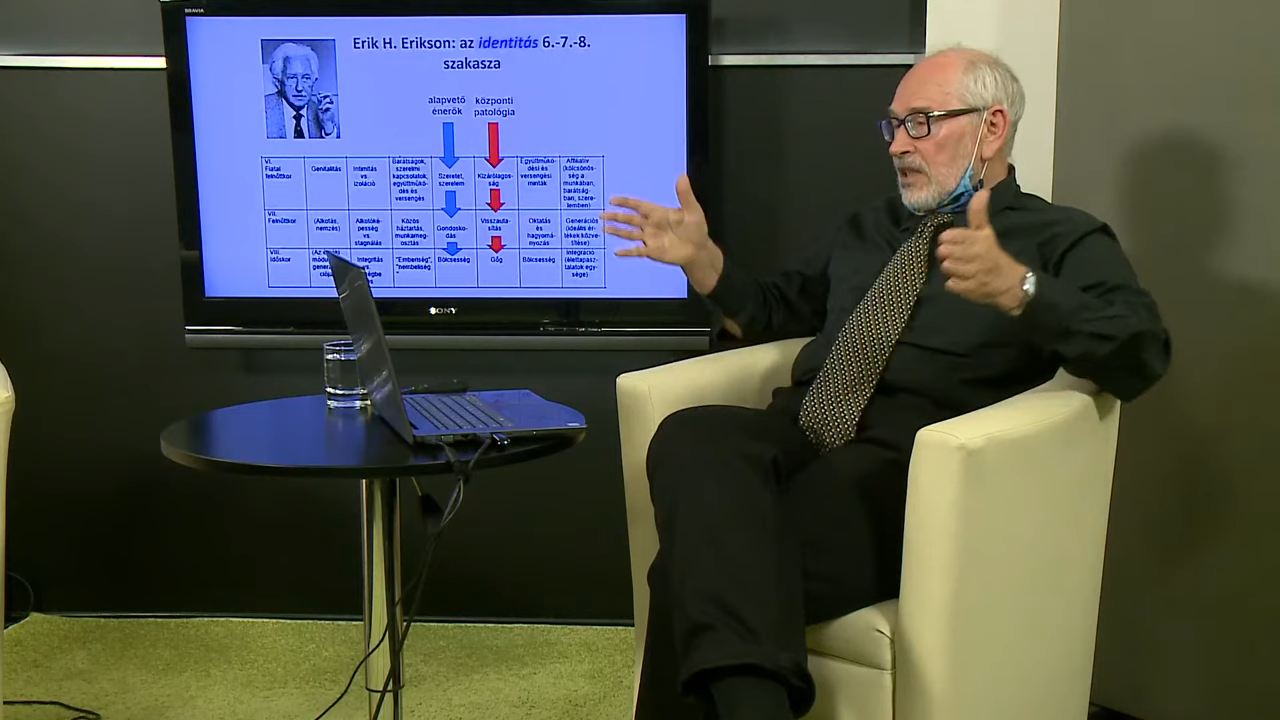 BRAVIA
Erik H. Erikson: az identitás 6.-7.-8.
szakasza
alapvető
énerők
központi
patológia
VI.
Fiatal
felnőttkor
Genitalitás
Intimitás
vs.
izoláció
Barátságok,
szerelmi
kapcsolatok,
együttműkö-
dés és
versengés
Szeretet,
szerelem
Kizárólagos-
ság
Együttműkö-
dési és
versengési
minták
Affiliatív
(kölcsönös-
ség a
munkában,
barátság-
ban, szere-
lemben)
VII.
Felnőttkor
(Alkotás,
nemzés)
Alkotóké-
pesség
vs.
stagnálás
Közös
háztartás,
munkameg-
osztás
Gondosko-
dás
Visszauta-
sítás
Oktatás
és
hagyomá-
nyozás
Generációs
(ideális ér-
tékek közve-
títése)
VIII.
Időskor
(Az
Integritás
vs.
"Emberiség",
"nembeliség
"
Bölcsesség
Gőg
Bölcsesség
Integráció
(élettapasz-
talatok egy-
sége)
SONY